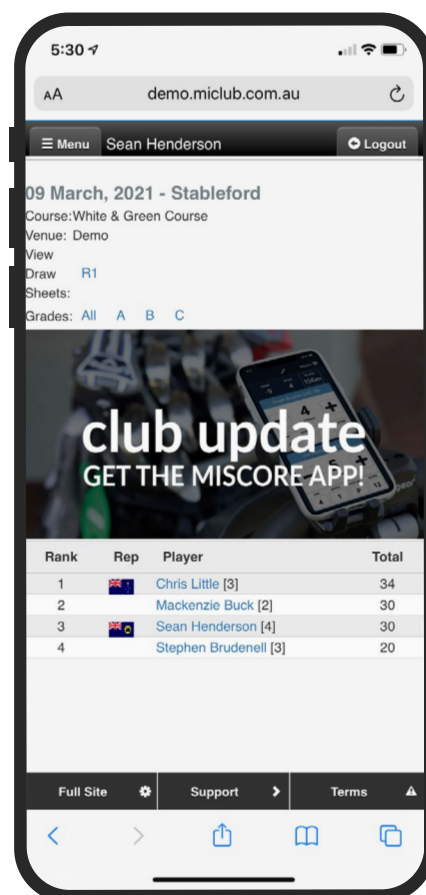 5:30
AA demo.miclub.com.au
Menu Sean Henderson Logout
09 March, 2021 - Stableford
Course:White & Green Course
Venue: Demo
View
Draw R1
Sheets:
Grades: All A B C
club update
GET THE MISCORE APP!
Rank Rep Player Total
1 Chris Little [3] 34
2 Mackenzie Buck [2] 30
3 Sean Henderson [4] 30
4 Stephen Brudenell [3] 20
Full Site Support Terms